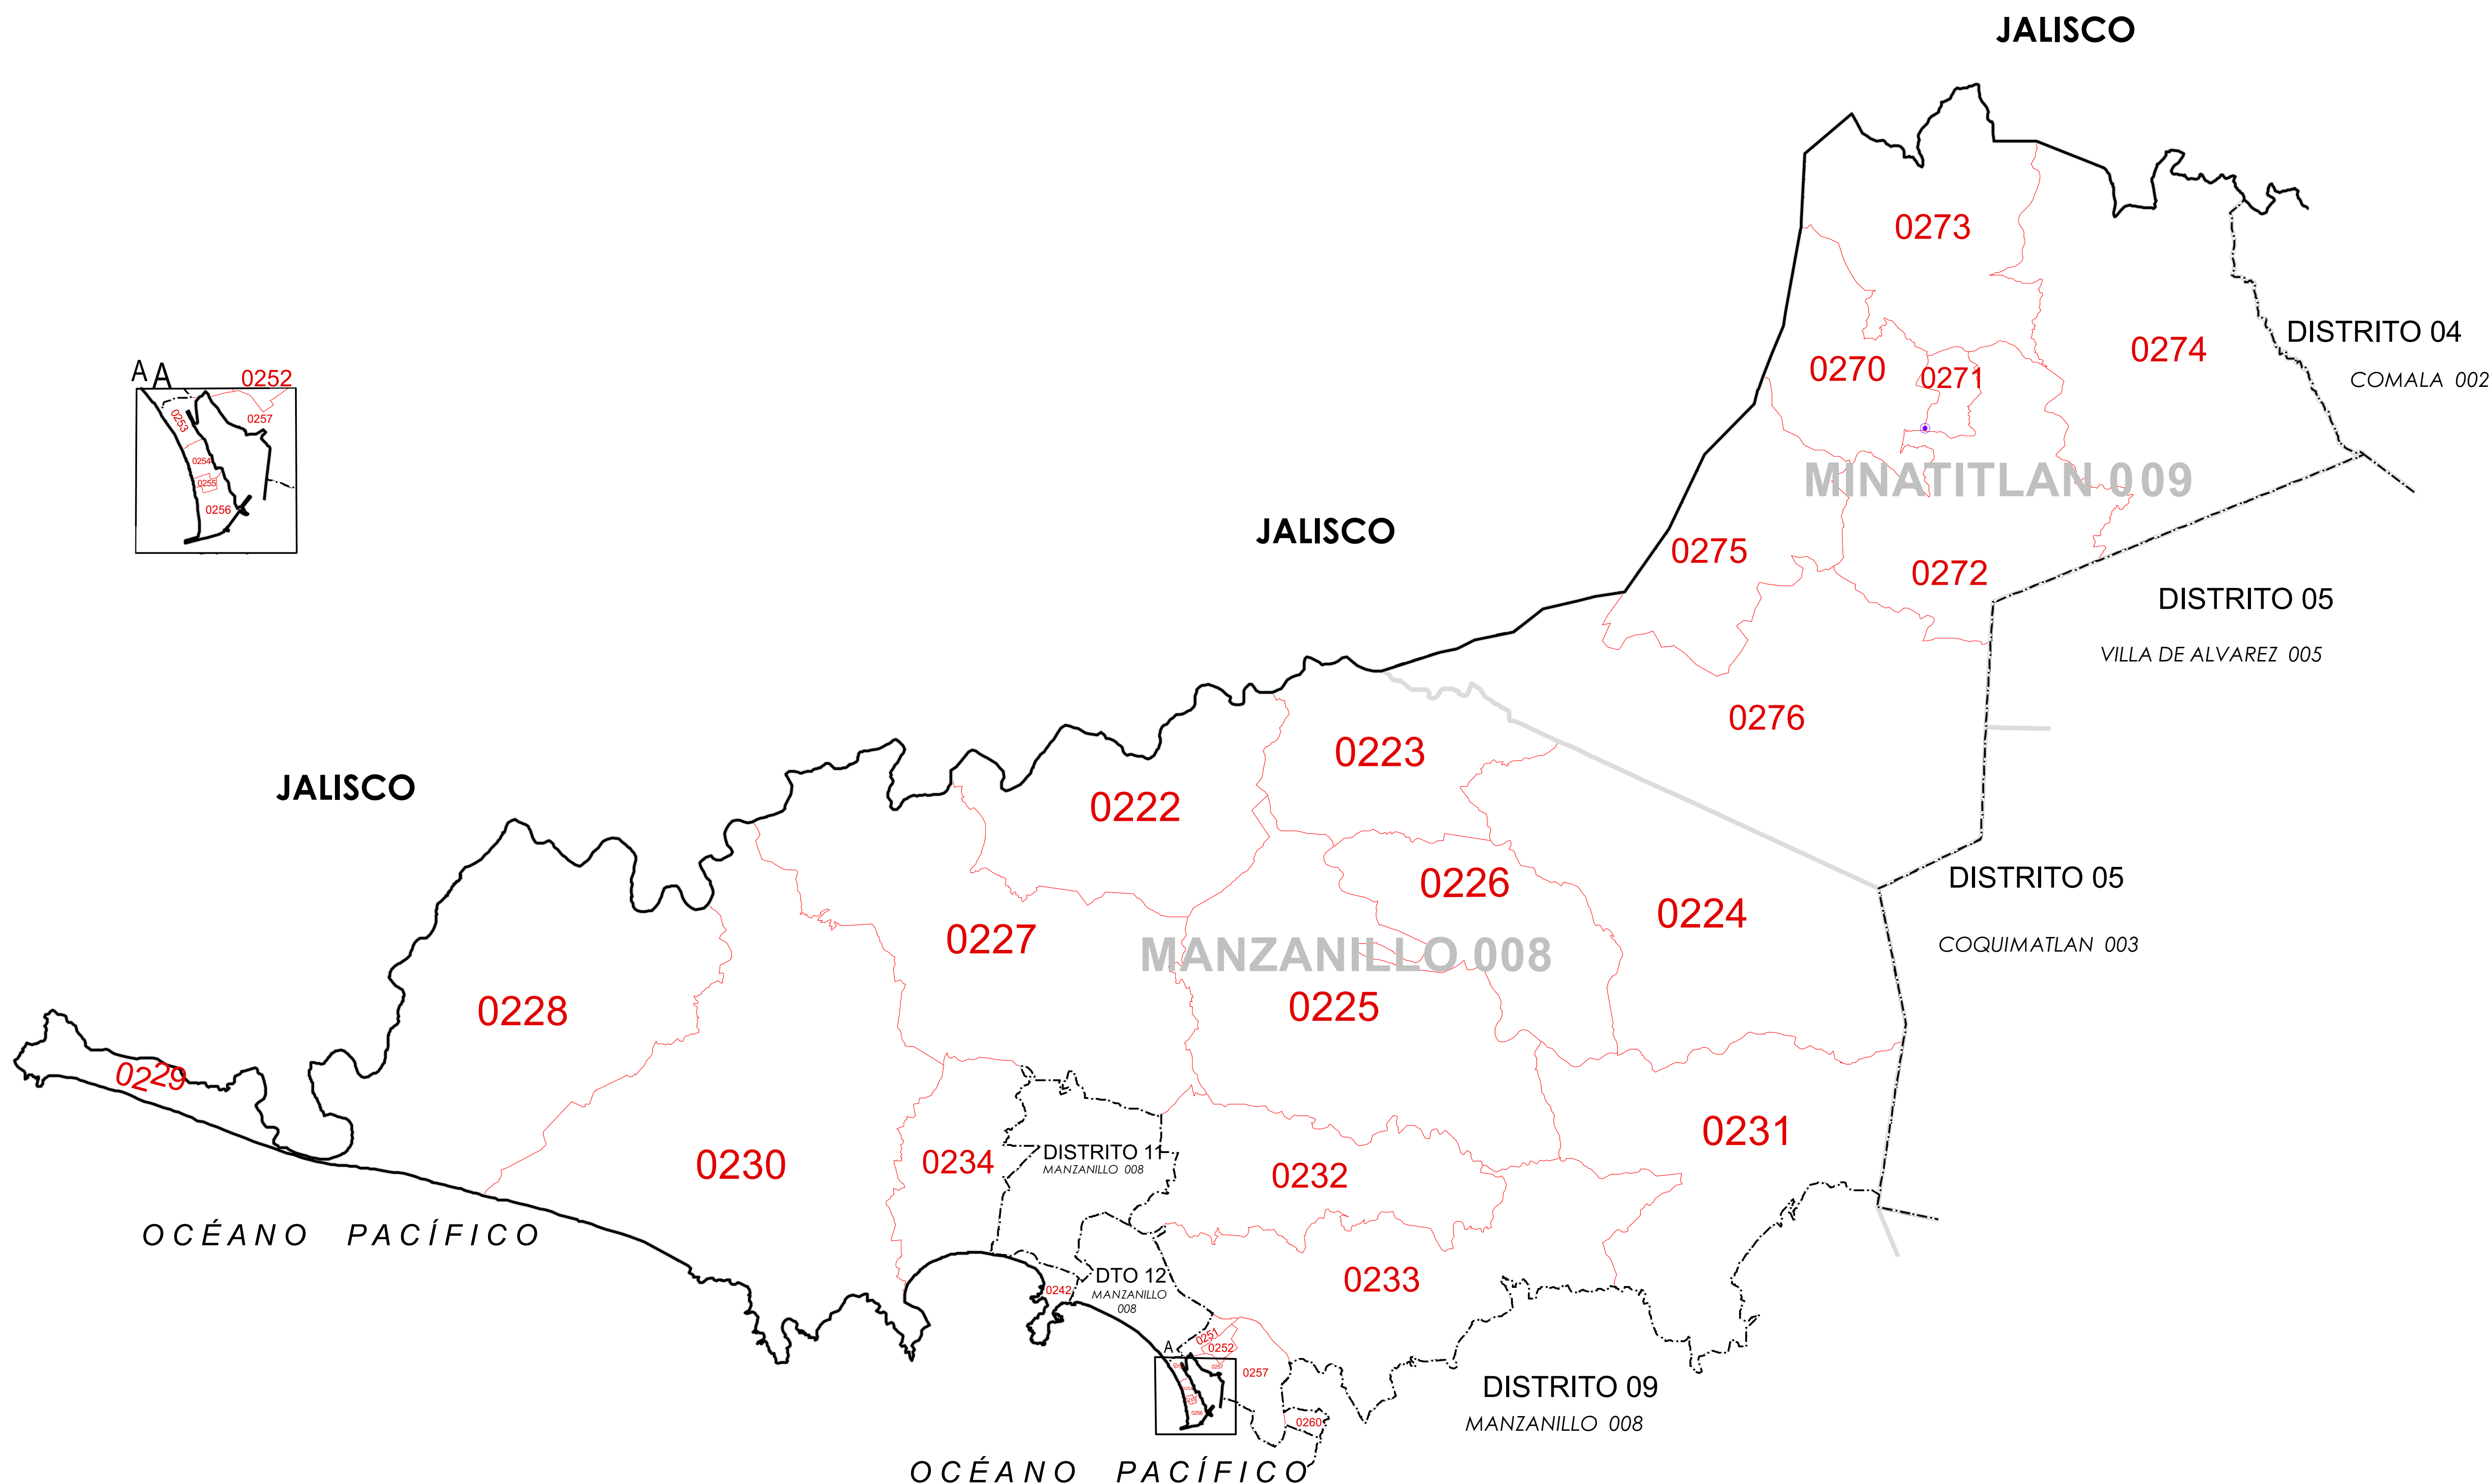 JALISCO
0273
DISTRITO 04
0274
COMALA 002
0270
0271
A A
0252
0257
0253
0254
0255
0256
MINATITLAN 009
JALISCO
0275
0272
DISTRITO 05
VILLA DE ALVAREZ 005
0276
0223
JALISCO
0222
0226
DISTRITO 05
0224
0227
COQUIMATLAN 003
MANZANILLO 008
0228
0225
0229
0231
DISTRITO 11
MANZANILLO 008
0230
0234
0232
OCÉANO PACÍFICO
DTO 12
MANZANILLO
008
0242
0233
0251
0252
A
0257
0257
DISTRITO 09
MANZANILLO 008
0256
0260
OCÉANO PACÍFICO